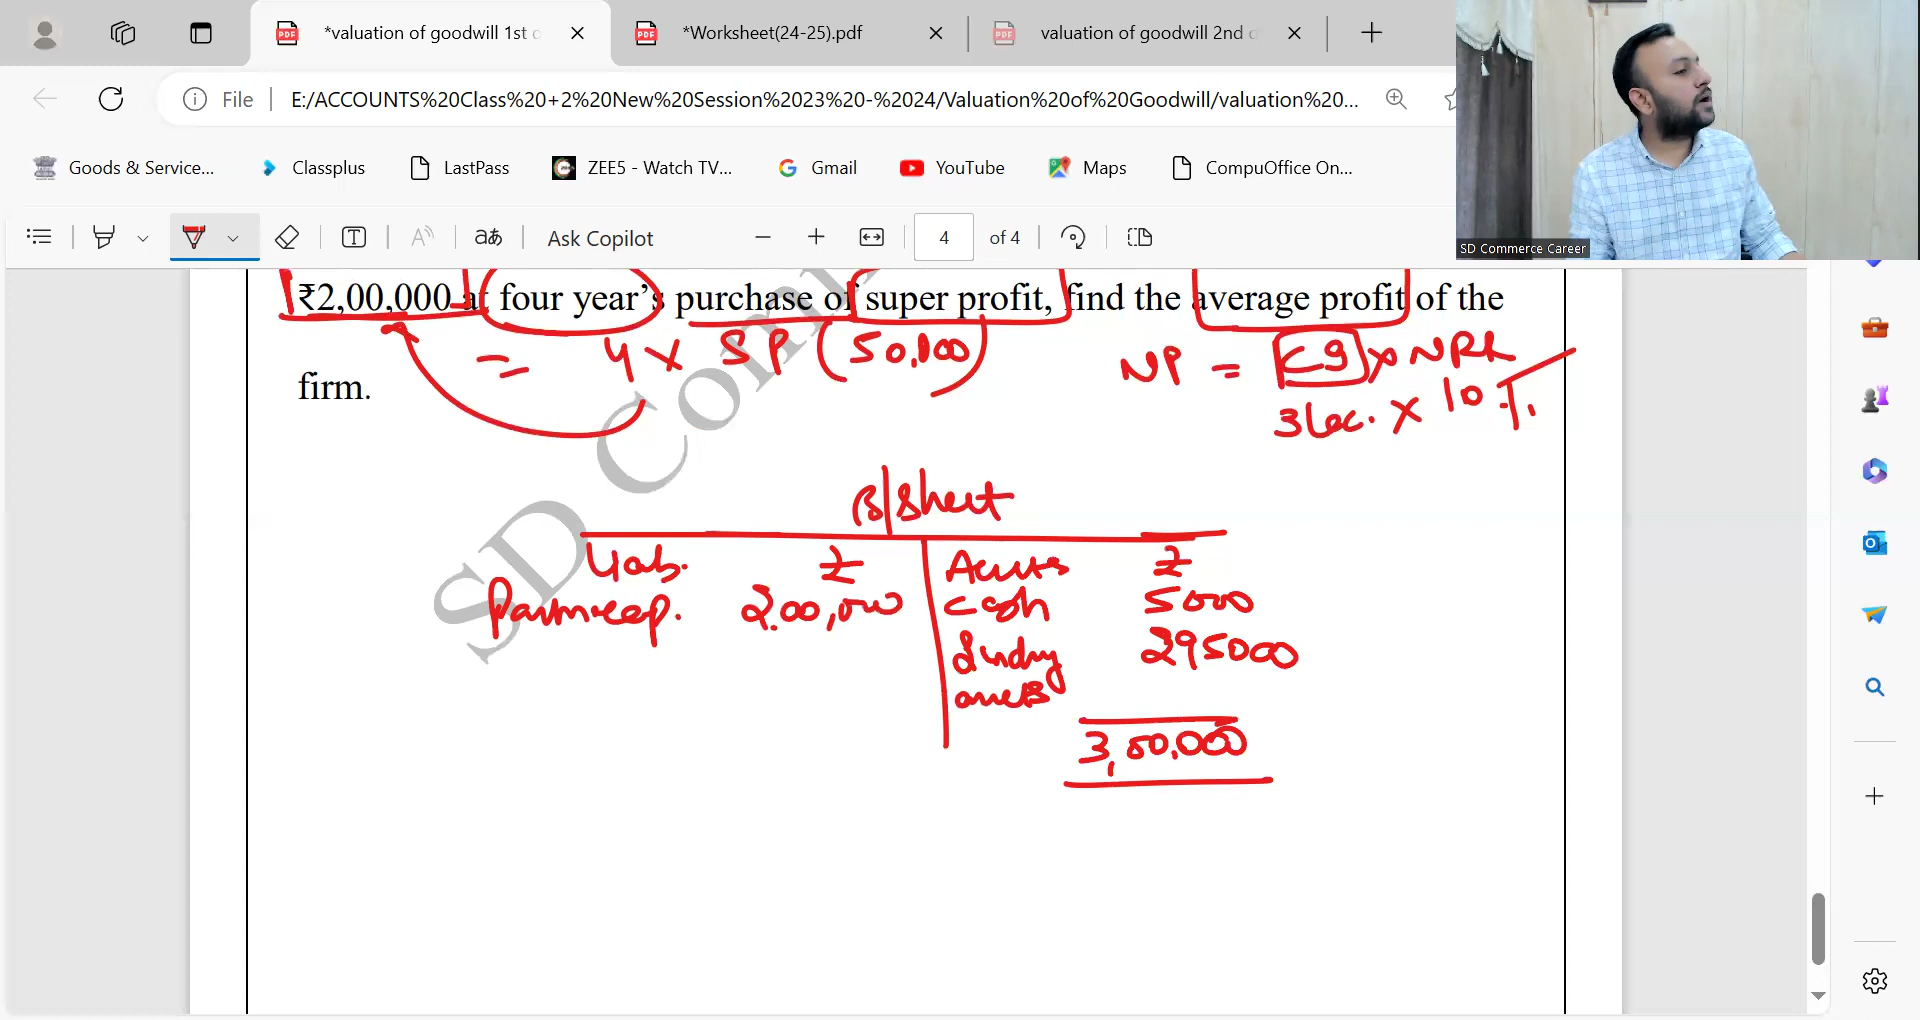 *valuation of goodwill 1st c
*Worksheet(24-25).pdf
valuation of goodwill 2nd c
File
E:/ACCOUNTS%20Class%20+2%20New%20Session%2023%20-%2024/Valuation%20of%20Goodwill/valuation%20...
Goods & Service...
Classplus
LastPass
ZEE5 - Watch TV...
Gmail
YouTube
Maps
CompuOffice On...
Ask Copilot
4
of 4
SD Commerce Career
₹2,00,000 at four year’s purchase of super profit, find the average profit of the
= 4 x SP (50,000)
NP = CE x NRR
firm.
3 lac. x 10%
SD Com
B/Sheet
Liab. ₹ Assets ₹
Partn cap. 2,00,000 Cash 5000
Sundry 295000
assets
3,00,000